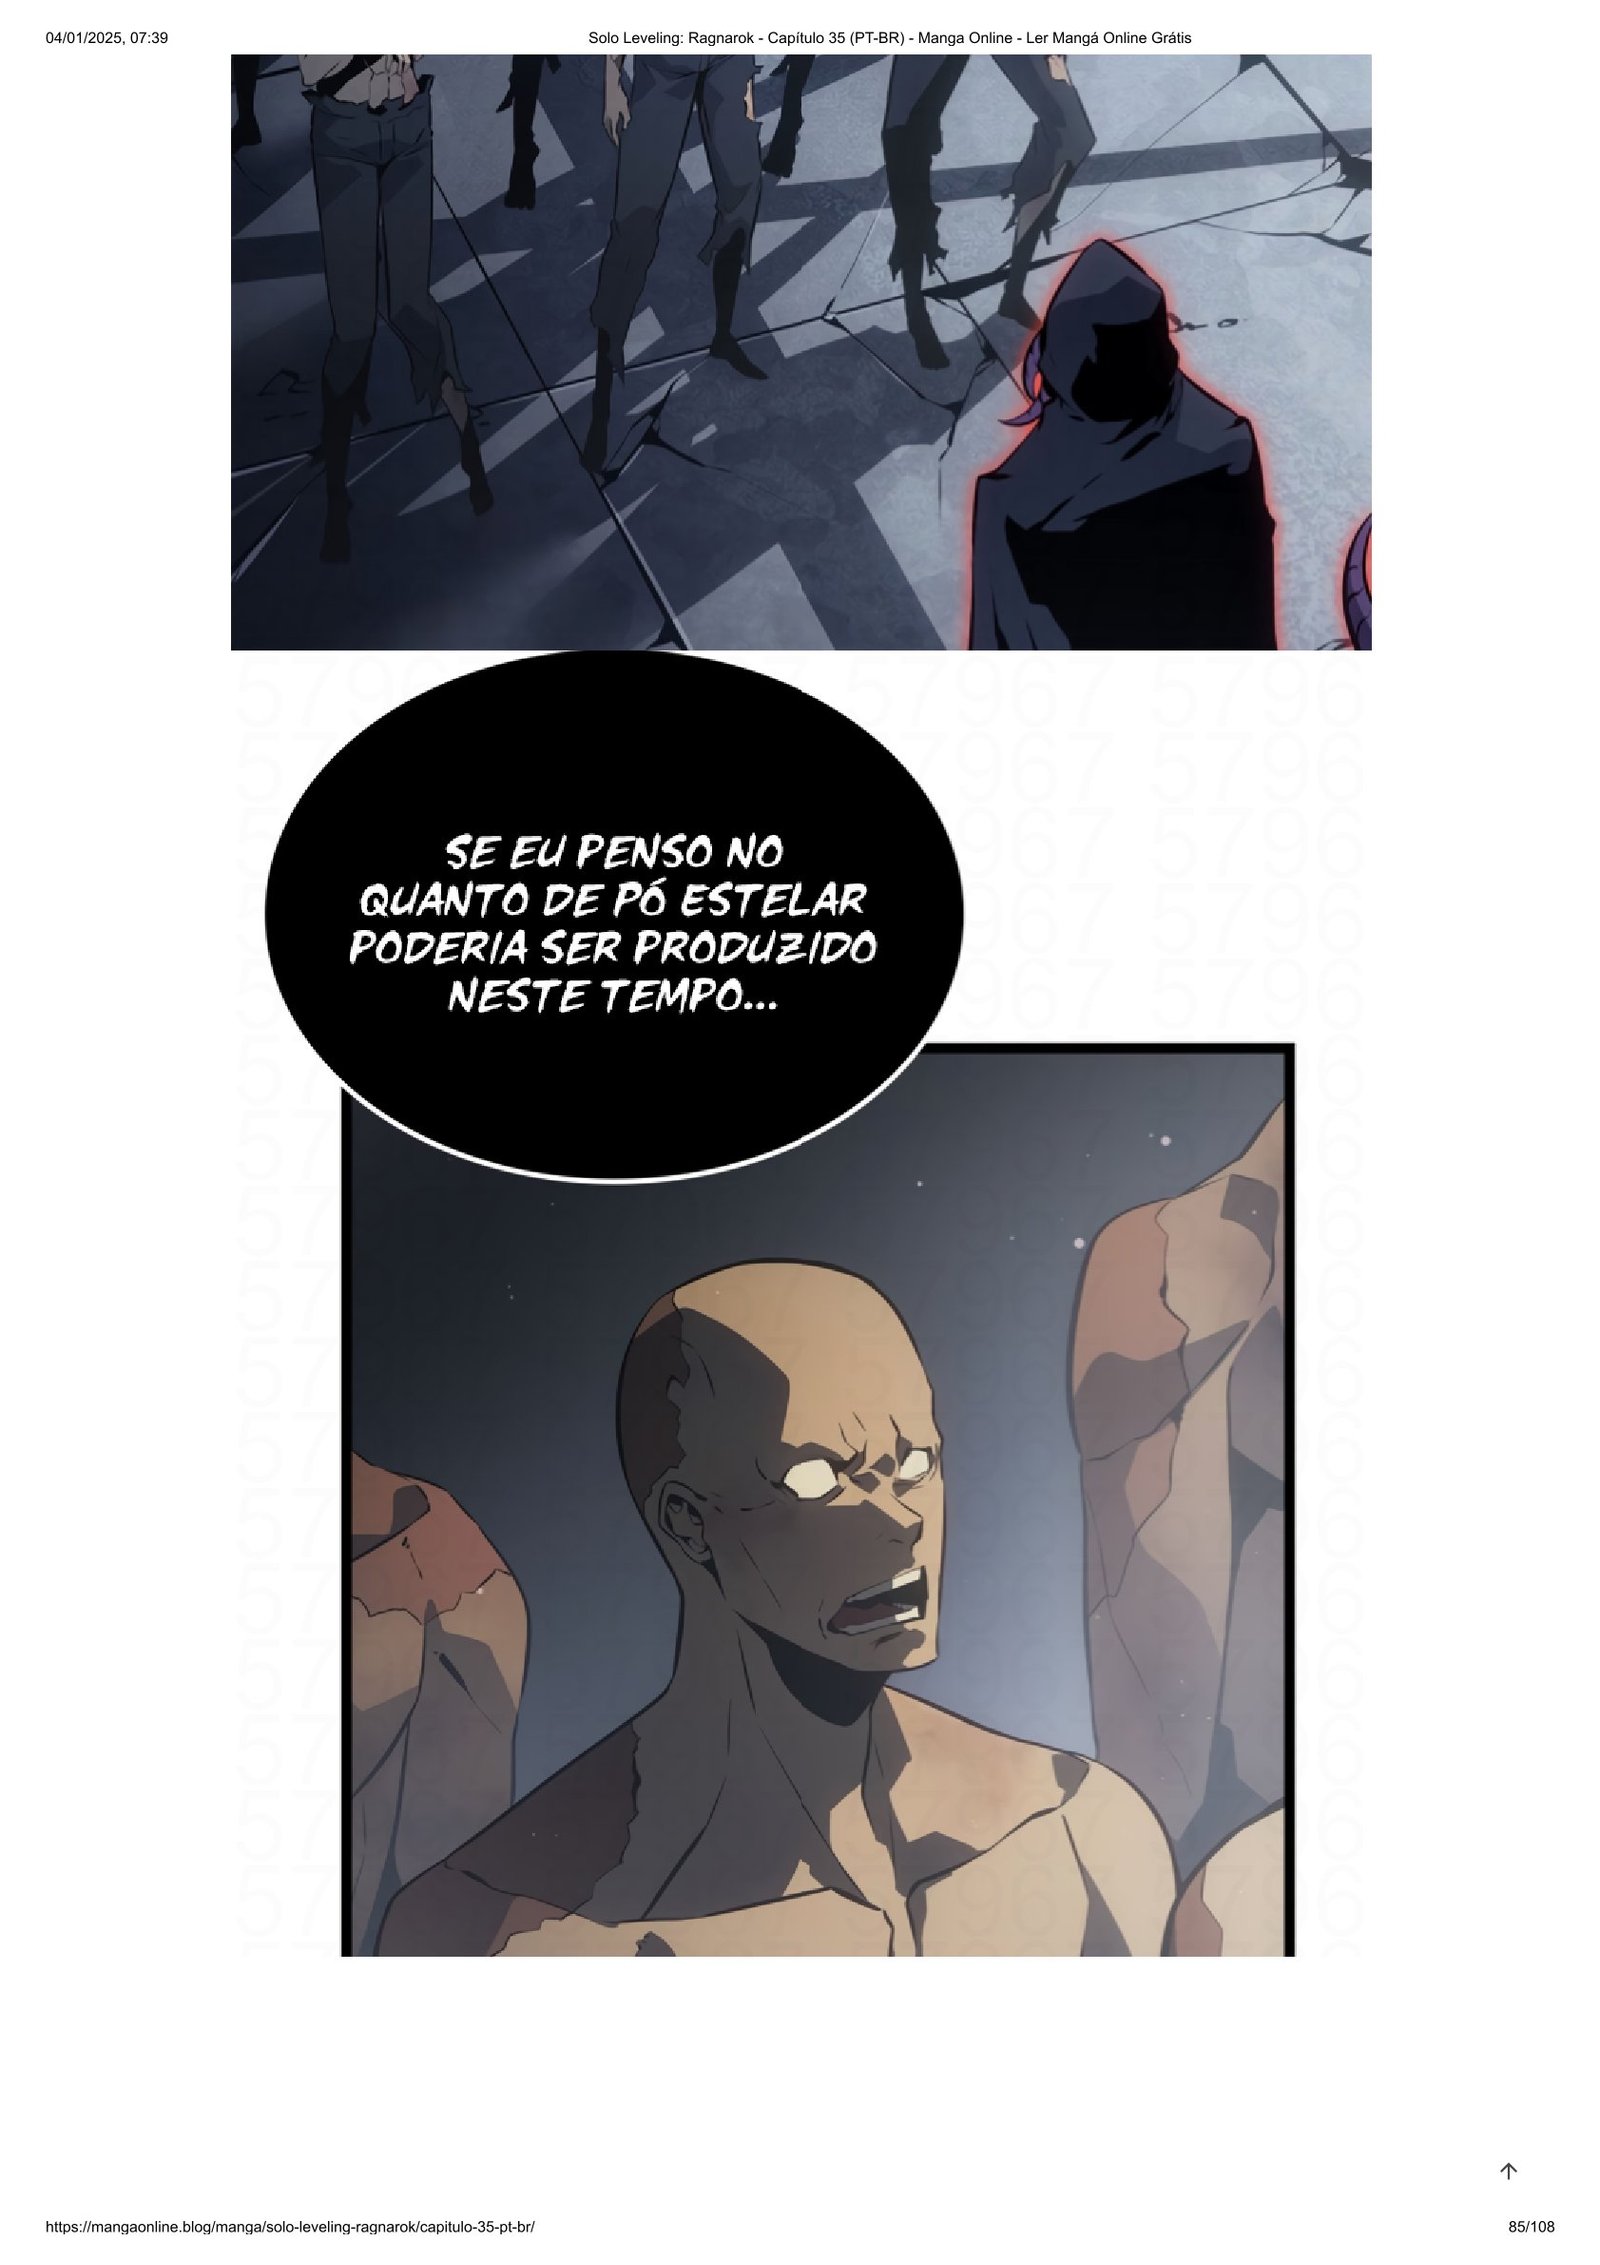 04/01/2025, 07:39
Solo Leveling: Ragnarok - Capítulo 35 (PT-BR) - Manga Online - Ler Mangá Online Grátis
SE EU PENSO NO
QUANTO DE PÓ ESTELAR
PODERIA SER PRODUZIDO
NESTE TEMPO...
https://mangaonline.blog/manga/solo-leveling-ragnarok/capitulo-35-pt-br/
85/108